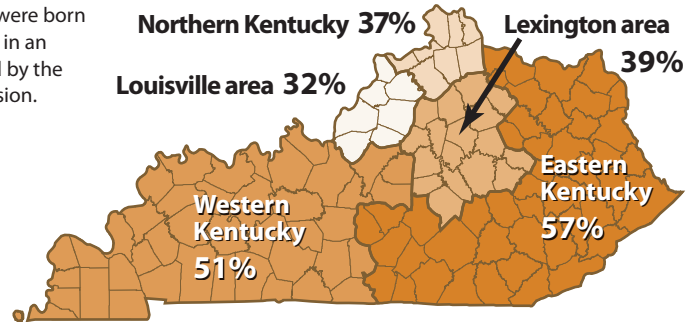 were born
in an
d by the
sion.
Northern Kentucky 37%
Lexington area
39%
Louisville area 32%
Eastern
Kentucky
57%
Western
Kentucky
51%